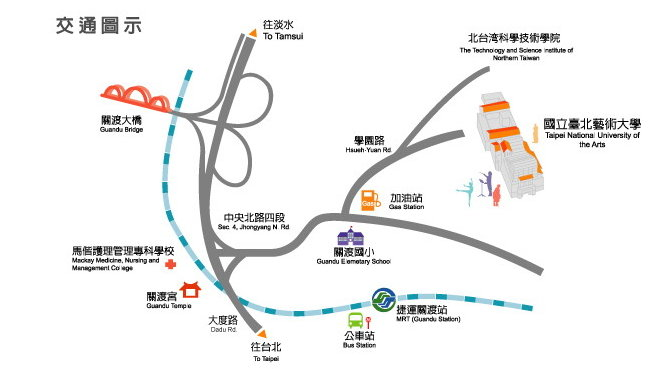 交通圖示
往淡水
To Tamsui
北台湾科學技術學院
The Technology and Science Institute of
Northern Taiwan
關渡大橋
Guandu Bridge
國立臺北藝術大學
Taipei National University of
the Arts
學園路
Hsueh-Yuan Rd.
加油站
Gas Station
Gas
中央北路四段
Sec. 4, Jhongyang N. Rd
關渡國小
Guandu Elemetary School
馬偕護理管理專科學校
Mackay Medicine, Nursing and
Management College
關渡宮
Guandu Temple
捷運關渡站
MRT (Guandu Station)
大度路
Dadu Rd.
公車站
Bus Station
往台北
To Taipei